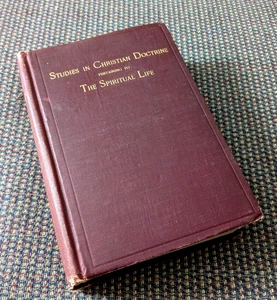 STUDIES IN CHRISTIAN DOCTRINE
PERTAINING TO
THE SPIRITUAL LIFE